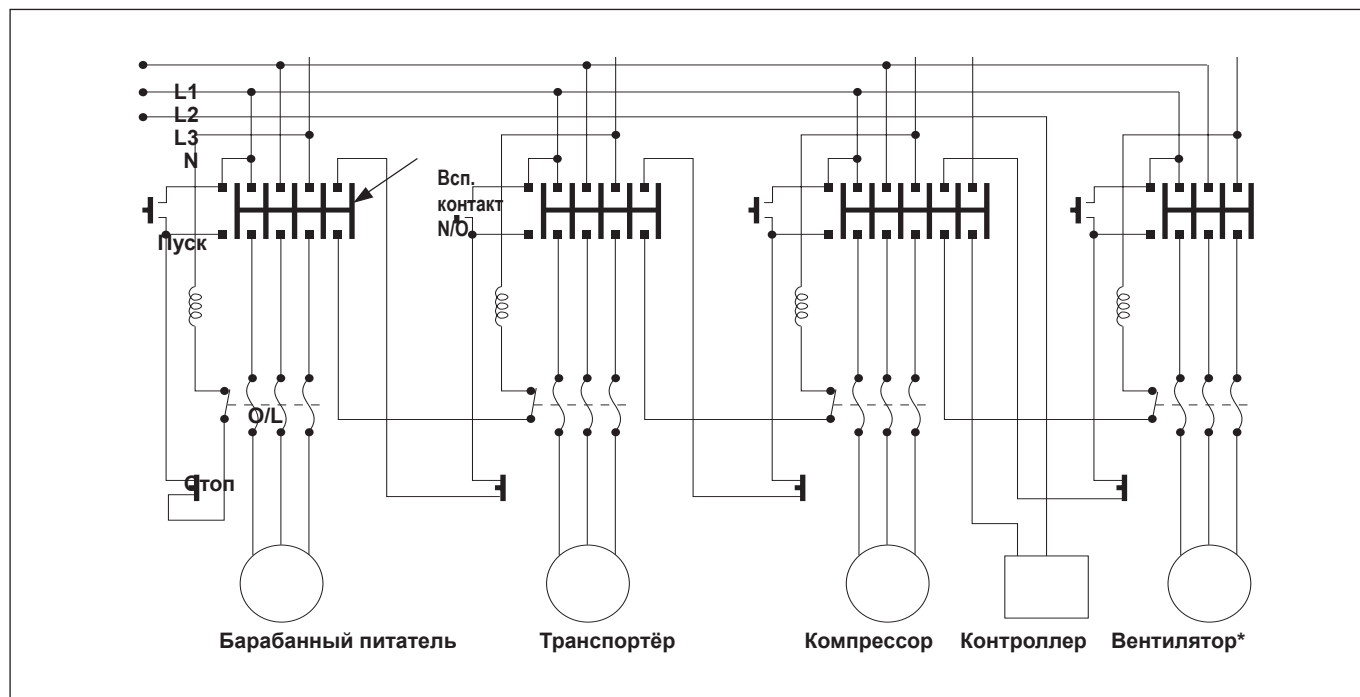 L1
L2
L3
N
Всп.
контакт
N/O
Пуск
O/L
Стоп
Барабанный питатель
Транспортёр
Компрессор
Контроллер
Вентилятор*